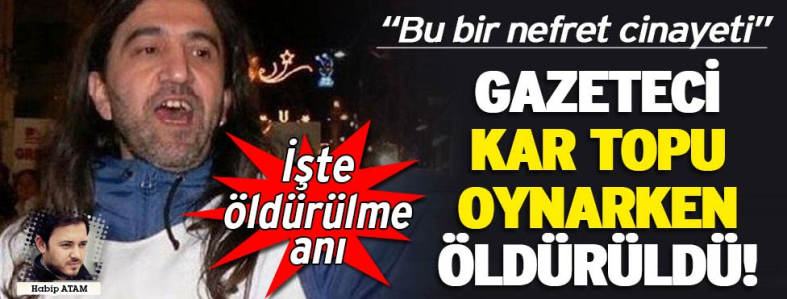 “Bu bir nefret cinayeti”
GAZETECİ
KAR TOPU
OYNARKEN
ÖLDÜRÜLDÜ!
İşte
öldürülme
anı
Habip ATAM